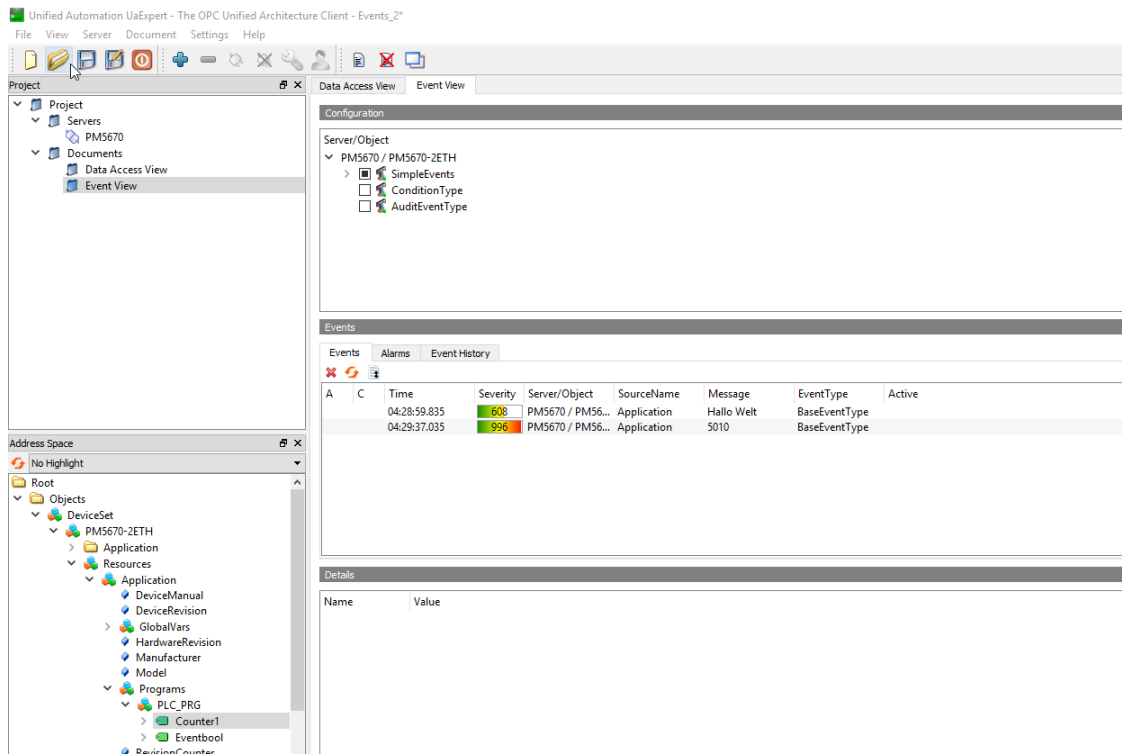 Unified Automation UaExpert - The OPC Unified Architecture Client - Events_2*
File View Server Document Settings Help
Project
Project
Servers
PM5670
Documents
Data Access View
Event View
Address Space
No Highlight
Root
Objects
DeviceSet
PM5670-2ETH
Application
Resources
Application
DeviceManual
DeviceRevision
GlobalVars
HardwareRevision
Manufacturer
Model
Programs
PLC_PRG
Counter1
Eventbool
RevisionCounter
Data Access View Event View
Configuration
Server/Object
PM5670 / PM5670-2ETH
SimpleEvents
ConditionType
AuditEventType
Events
Events Alarms Event History
A C Time Severity Server/Object SourceName Message EventType Active
04:28:59.835 608 PM5670 / PM56... Application Hallo Welt BaseEventType
04:29:37.035 996 PM5670 / PM56... Application 5010 BaseEventType
Details
Name Value